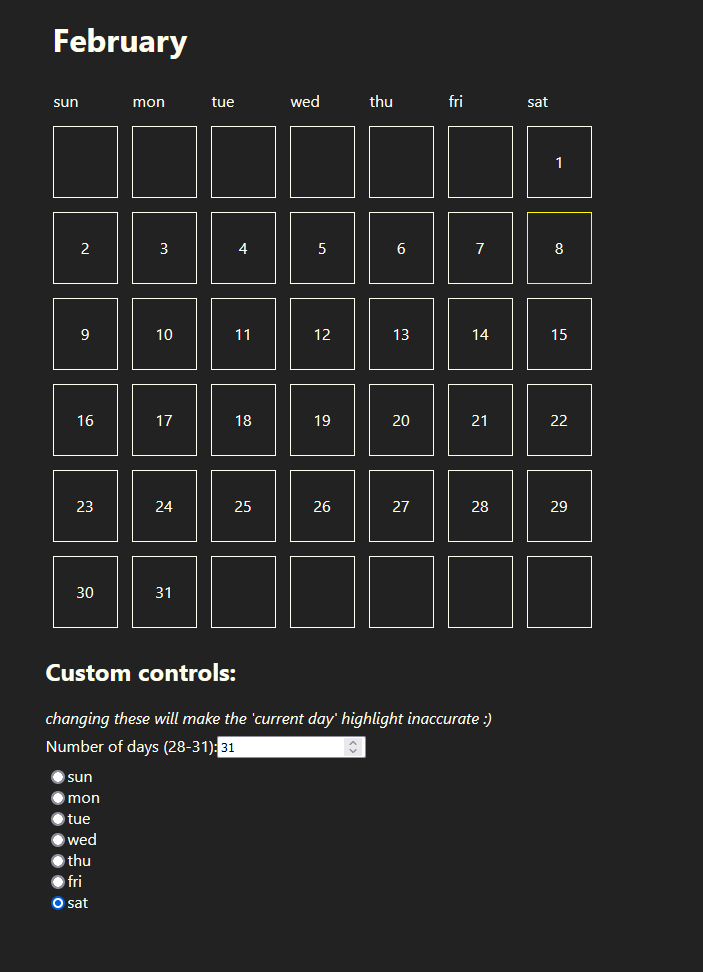 February
sun mon tue wed thu fri sat
1
2 3 4 5 6 7 8
9 10 11 12 13 14 15
16 17 18 19 20 21 22
23 24 25 26 27 28 29
30 31
Custom controls:
changing these will make the 'current day' highlight inaccurate :)
Number of days (28-31): 31
sun
mon
tue
wed
thu
fri
sat